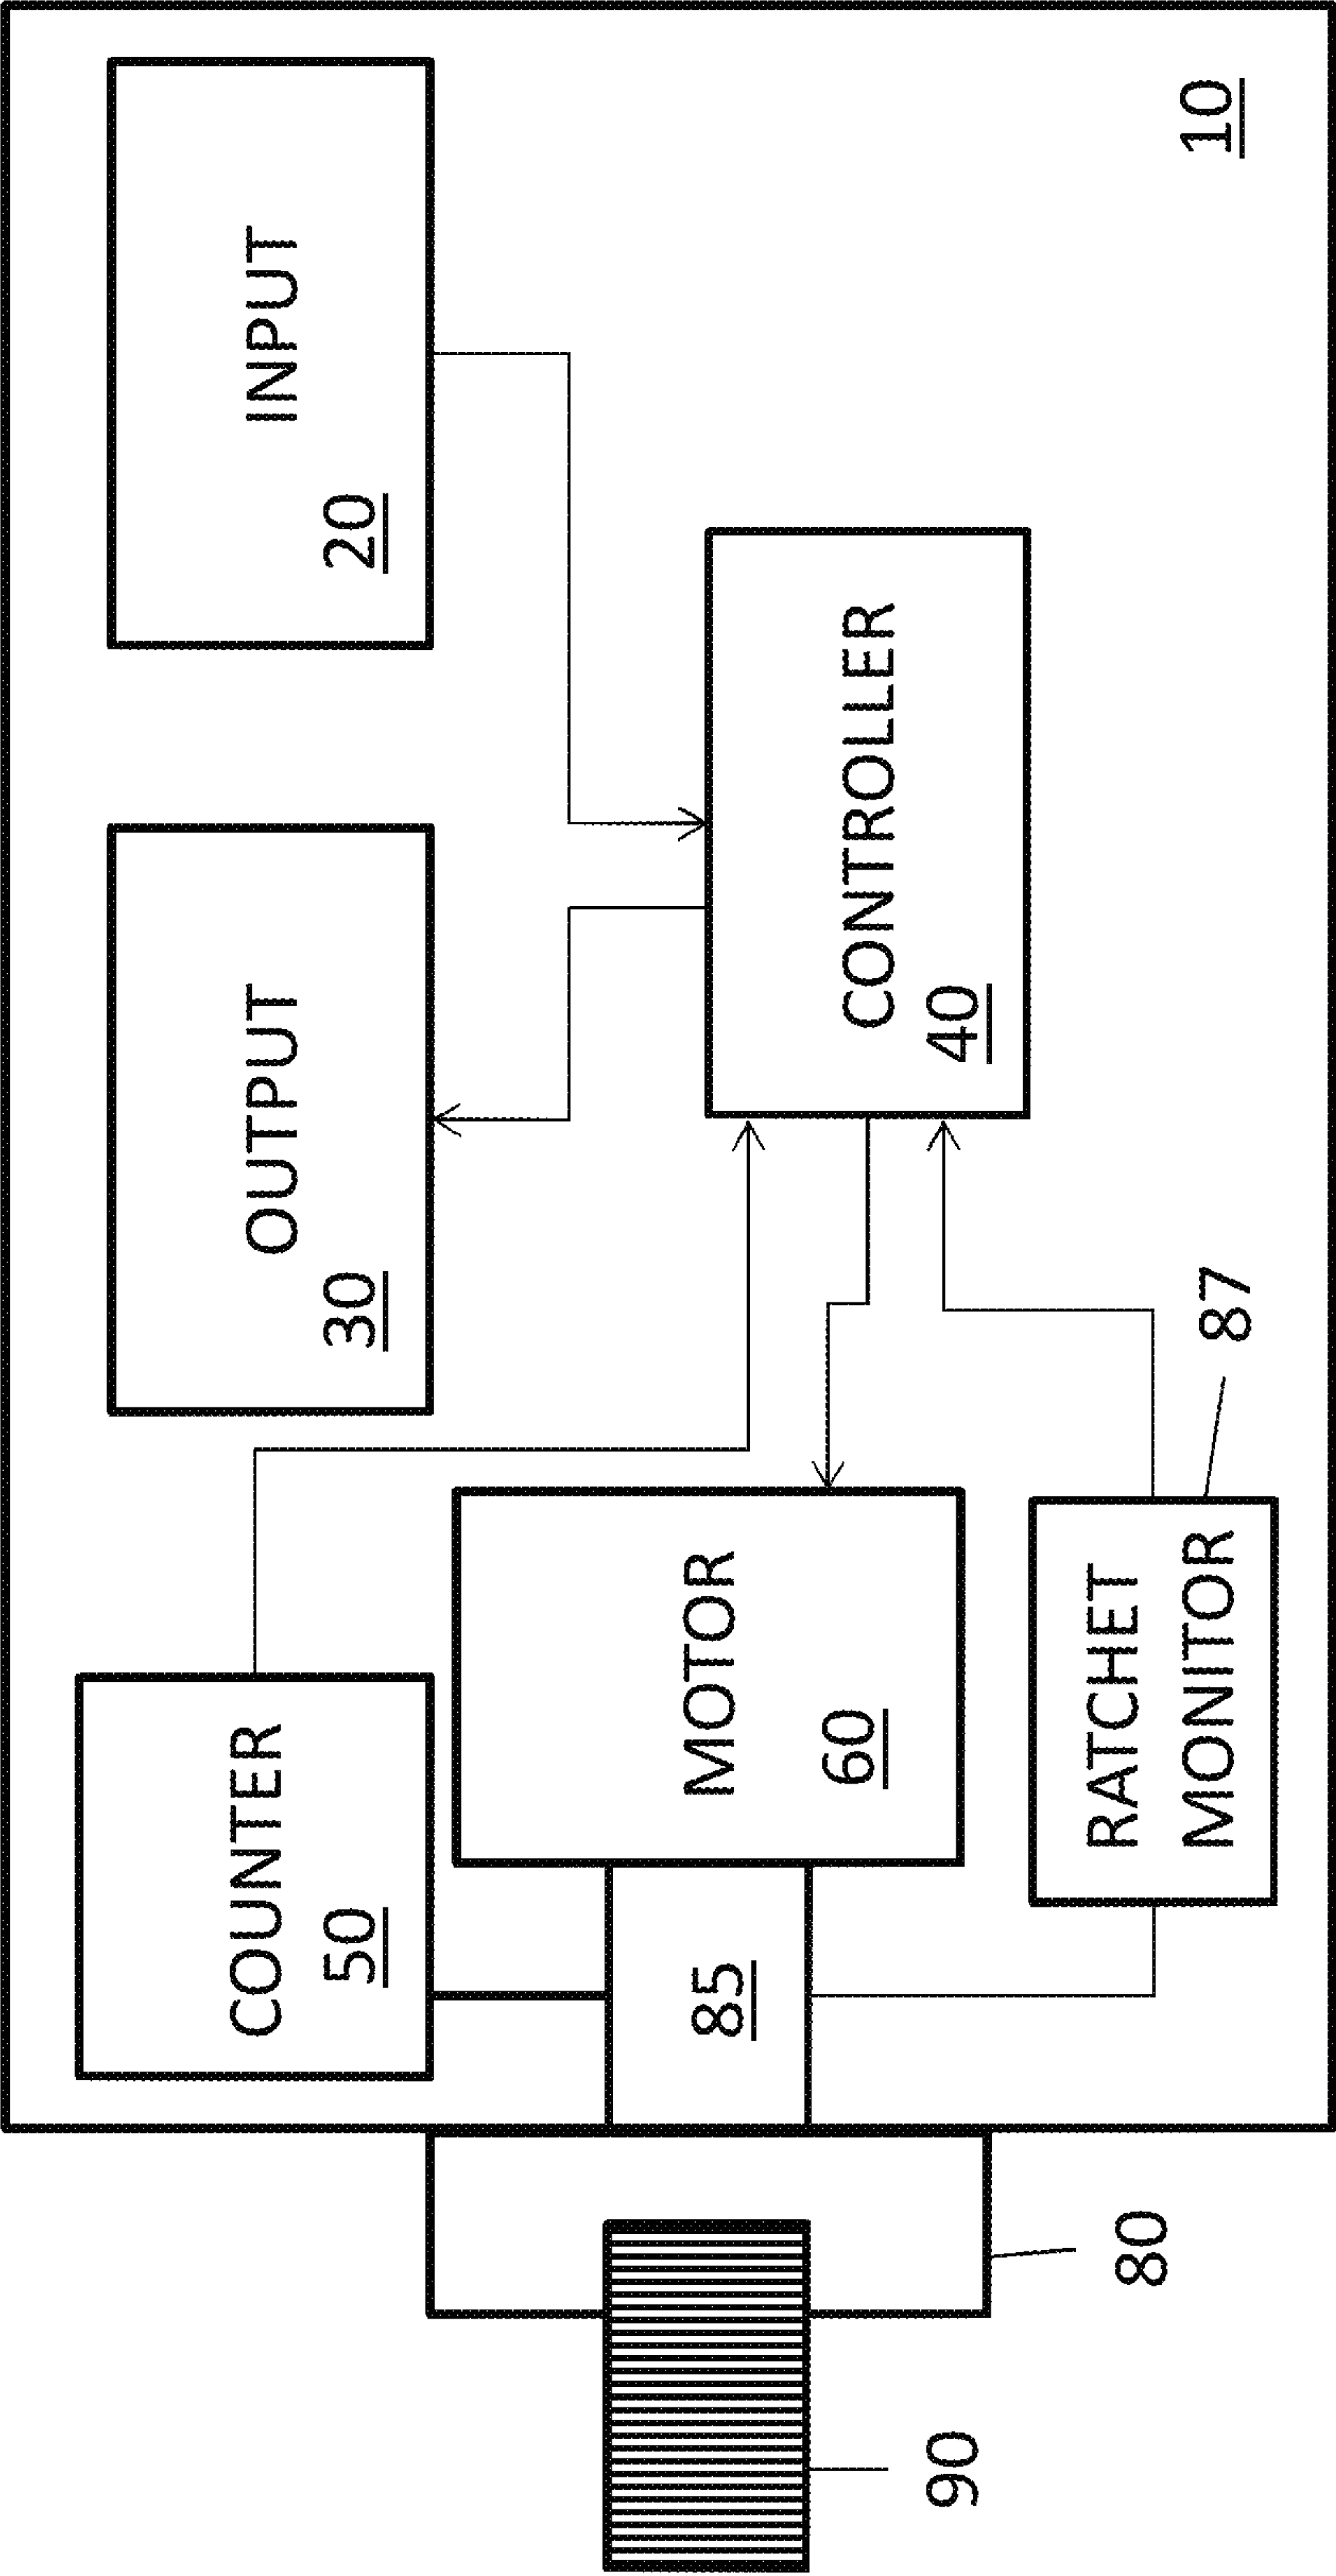 COUNTER
50
OUTPUT
30
INPUT
20
MOTOR
60
85
CONTROLLER
40
RATCHET
MONITOR
87
10
80
90